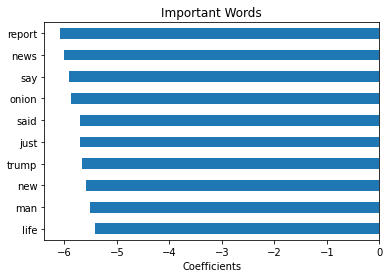 Important Words
report
news
say
onion
said
just
trump
new
man
life
−6 −5 −4 −3 −2 −1 0
Coefficients